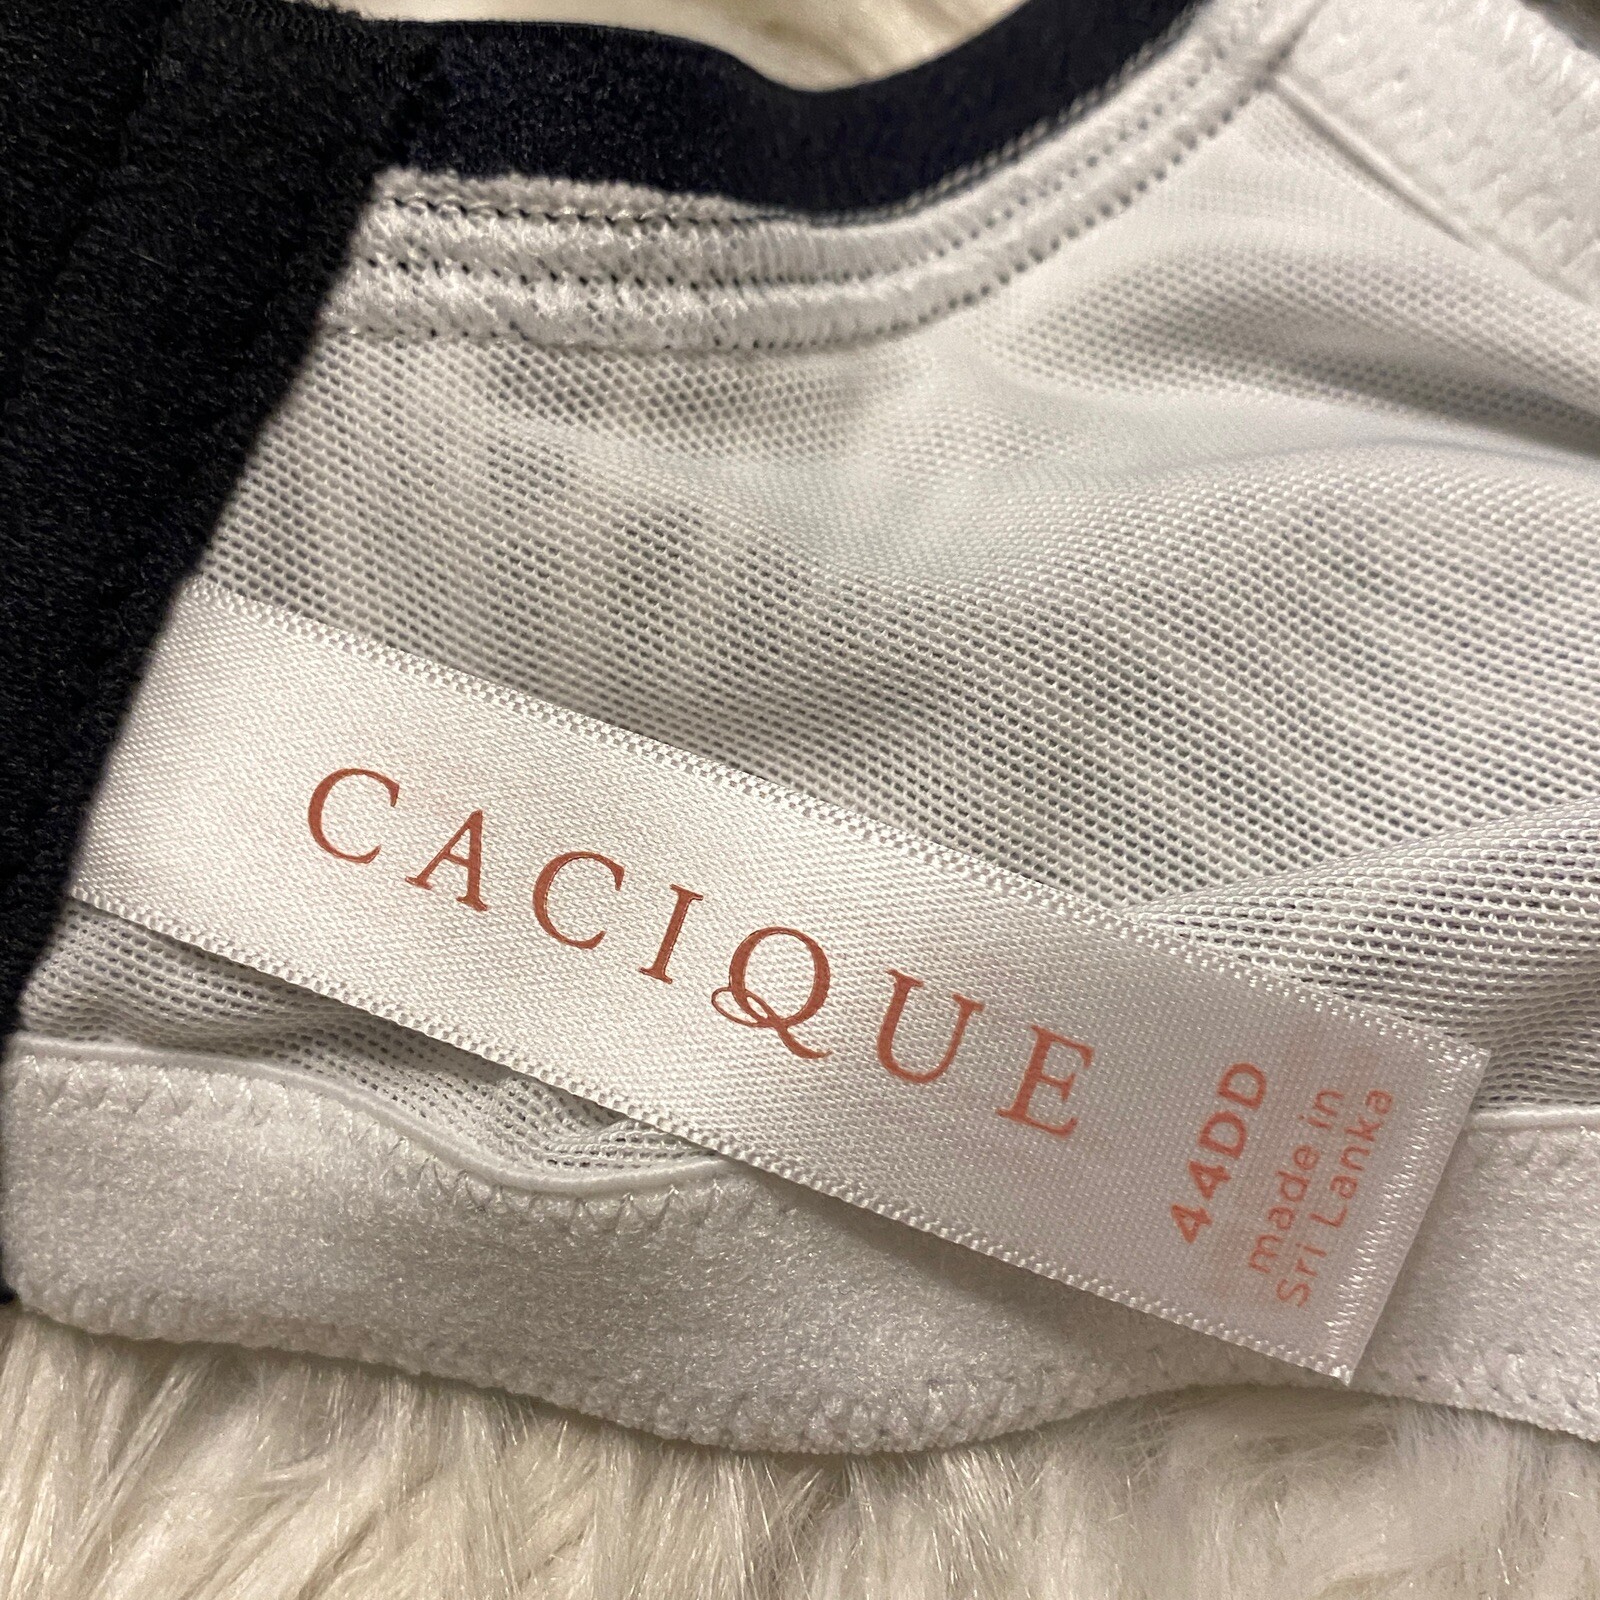 CACIQUE
44DD
made in
Sri Lanka